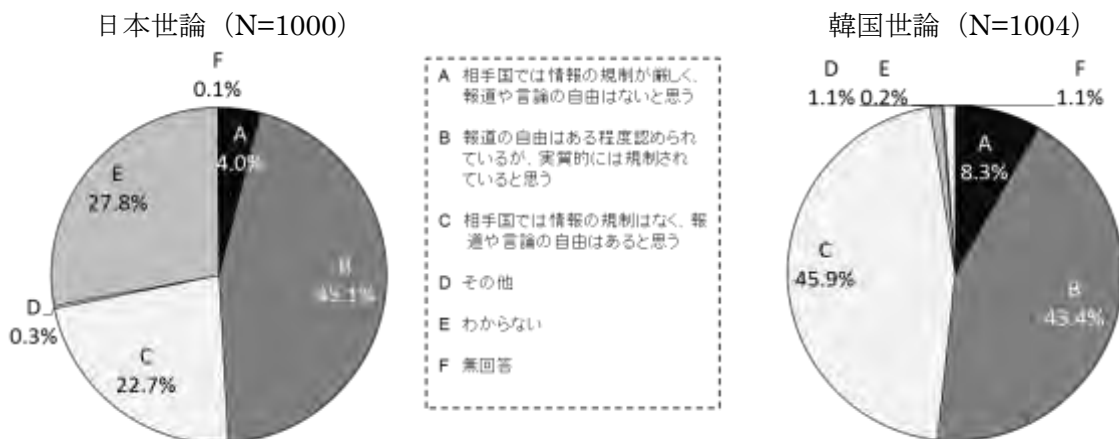 日本世論（N=1000）
F
0.1%
A
4.0%
E
27.8%
B
45.1%
D
0.3%
C
22.7%
A 相手国では情報の規制が厳しく、
報道や言論の自由はないと思う
B 報道の自由はある程度認められ
ているが、実質的には規制され
ていると思う
C 相手国では情報の規制はなく、報
道や言論の自由はあると思う
D その他
E わからない
F 無回答
韓国世論（N=1004）
D
1.1%
E
0.2%
F
1.1%
A
8.3%
C
45.9%
B
43.4%